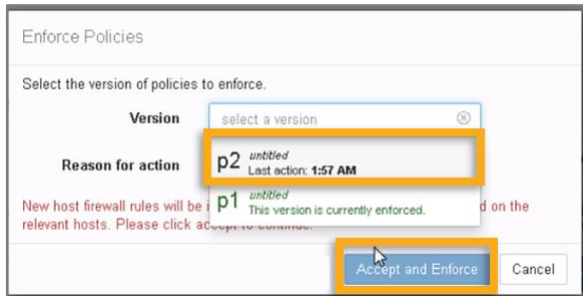 Enforce Policies
Select the version of policies to enforce.
Version
select a version
Reason for action
p2 untitled
Last action: 1:57 AM
p1 untitled
This version is currently enforced.
New host firewall rules will be i d on the
relevant hosts. Please click accept to continue.
Accept and Enforce
Cancel